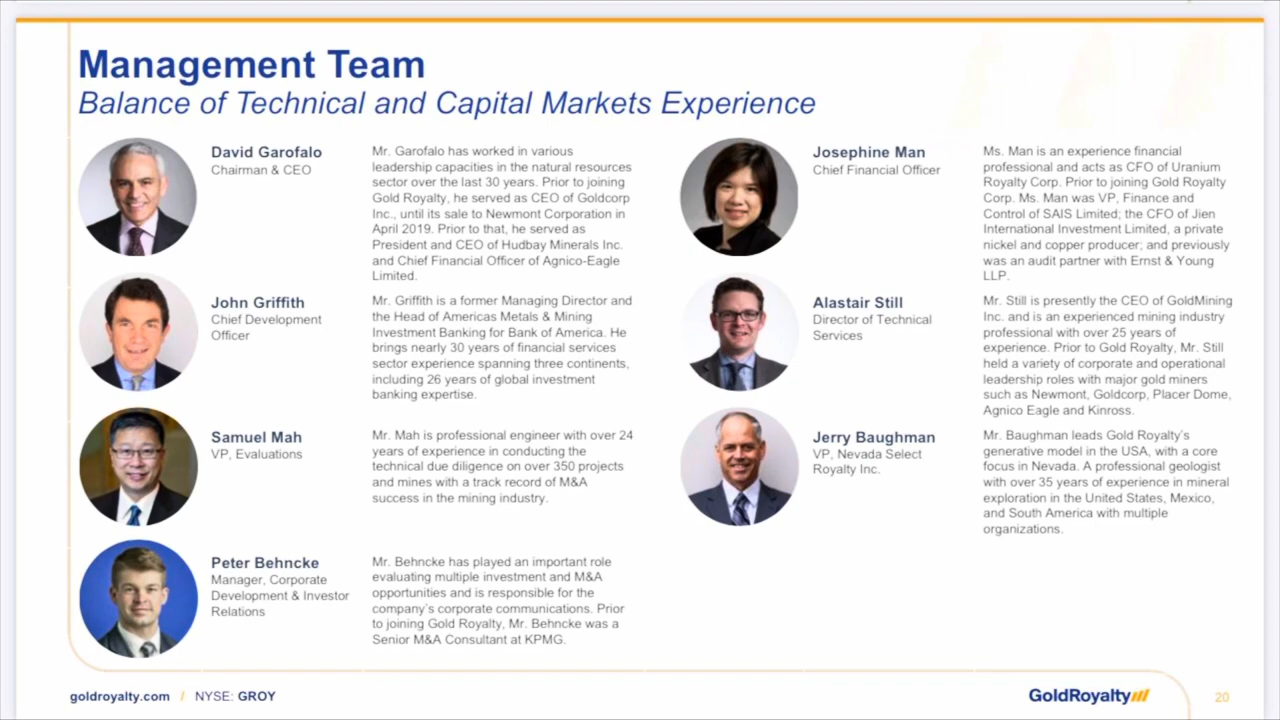 Management Team
Balance of Technical and Capital Markets Experience
David Garofalo
Chairman & CEO
Mr. Garofalo has worked in various
leadership capacities in the natural resources
sector over the last 30 years. Prior to joining
Gold Royalty, he served as CEO of Goldcorp
Inc., until its sale to Newmont Corporation in
April 2019. Prior to that, he served as
President and CEO of Hudbay Minerals Inc.
and Chief Financial Officer of Agnico-Eagle
Limited.
John Griffith
Chief Development
Officer
Mr. Griffith is a former Managing Director and
the Head of Americas Metals & Mining
Investment Banking for Bank of America. He
brings nearly 30 years of financial services
sector experience spanning three continents,
including 26 years of global investment
banking expertise.
Samuel Mah
VP, Evaluations
Mr. Mah is professional engineer with over 24
years of experience in conducting the
technical due diligence on over 350 projects
and mines with a track record of M&A
success in the mining industry.
Peter Behncke
Manager, Corporate
Development & Investor
Relations
Mr. Behncke has played an important role
evaluating multiple investment and M&A
opportunities and is responsible for the
company's corporate communications. Prior
to joining Gold Royalty, Mr. Behncke was a
Senior M&A Consultant at KPMG.
Josephine Man
Chief Financial Officer
Ms. Man is an experience financial
professional and acts as CFO of Uranium
Royalty Corp. Prior to joining Gold Royalty
Corp. Ms. Man was VP, Finance and
Control of SAIS Limited; the CFO of Jien
International Investment Limited, a private
nickel and copper producer; and previously
was an audit partner with Ernst & Young
LLP.
Alastair Still
Director of Technical
Services
Mr. Still is presently the CEO of GoldMining
Inc. and is an experienced mining industry
professional with over 25 years of
experience. Prior to Gold Royalty, Mr. Still
held a variety of corporate and operational
leadership roles with major gold miners
such as Newmont, Goldcorp, Placer Dome,
Agnico Eagle and Kinross.
Jerry Baughman
VP, Nevada Select
Royalty Inc.
Mr. Baughman leads Gold Royalty's
generative model in the USA, with a core
focus in Nevada. A professional geologist
with over 35 years of experience in mineral
exploration in the United States, Mexico,
and South America with multiple
organizations.
goldroyalty.com / NYSE: GROY
GoldRoyalty
20